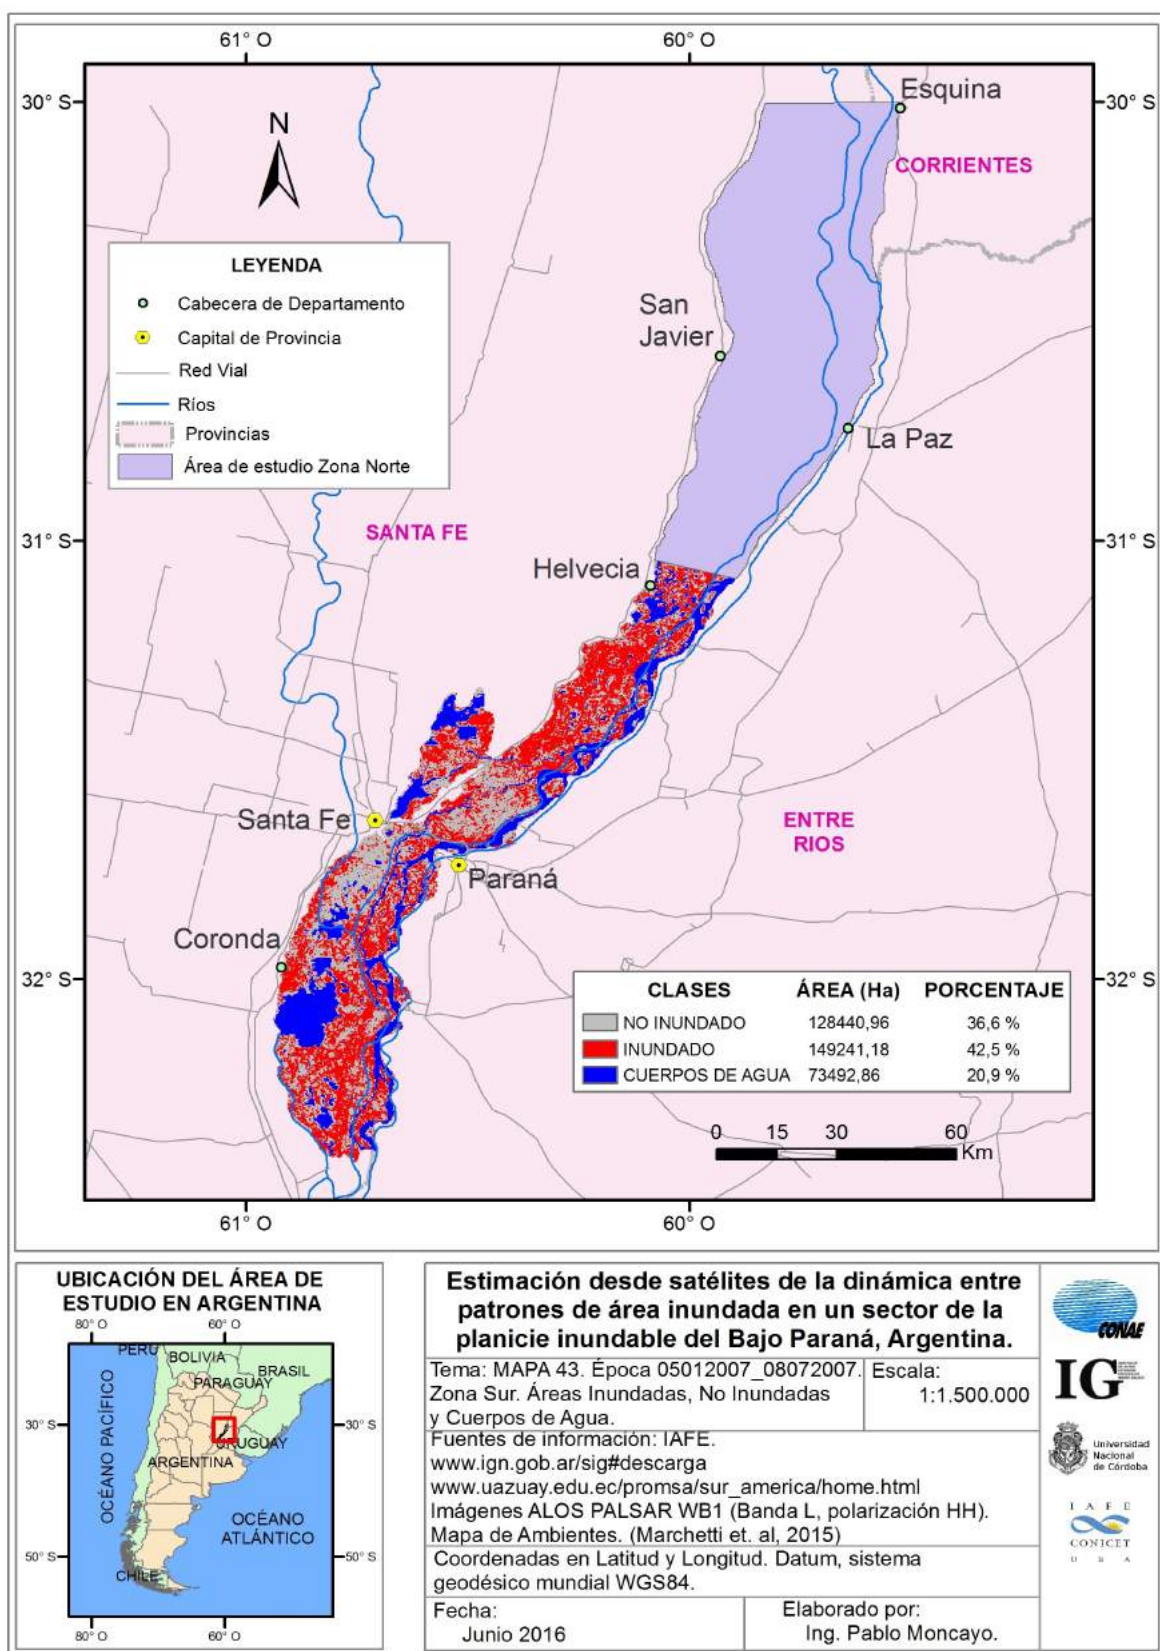 61° O
60° O
30° S
30° S
Esquina
N
CORRIENTES
LEYENDA
Cabecera de Departamento
Capital de Provincia
Red Vial
Ríos
Provincias
Área de estudio Zona Norte
San
Javier
La Paz
SANTA FE
31° S
31° S
Helvecia
Santa Fe
ENTRE
RIOS
Paraná
Coronda
32° S
32° S
CLASES ÁREA (Ha) PORCENTAJE
NO INUNDADO 128440,96 36,6 %
INUNDADO 149241,18 42,5 %
CUERPOS DE AGUA 73492,86 20,9 %
0 15 30 60
Km
61° O
60° O
UBICACIÓN DEL ÁREA DE
ESTUDIO EN ARGENTINA
80° O
60° O
PERU
BOLIVIA
BRASIL
PARAGUAY
30° S
30° S
URUGUAY
ARGENTINA
OCÉANO PACÍFICO
OCÉANO
ATLÁNTICO
50° S
50° S
CHILE
80° O
60° O
Estimación desde satélites de la dinámica entre
patrones de área inundada en un sector de la
planicie inundable del Bajo Paraná, Argentina.
Tema: MAPA 43. Época 05012007_08072007.
Zona Sur. Áreas Inundadas, No Inundadas
y Cuerpos de Agua.
Escala:
1:1.500.000
Fuentes de información: IAFE.
www.ign.gob.ar/sig#descarga
www.uazuay.edu.ec/promsa/sur_america/home.html
Imágenes ALOS PALSAR WB1 (Banda L, polarización HH).
Mapa de Ambientes. (Marchetti et. al, 2015)
Coordenadas en Latitud y Longitud. Datum, sistema
geodésico mundial WGS84.
Fecha:
Junio 2016
Elaborado por:
Ing. Pablo Moncayo.
CONAE
IG
Universidad
Nacional
de Córdoba
IAFE
CONICET
UBA